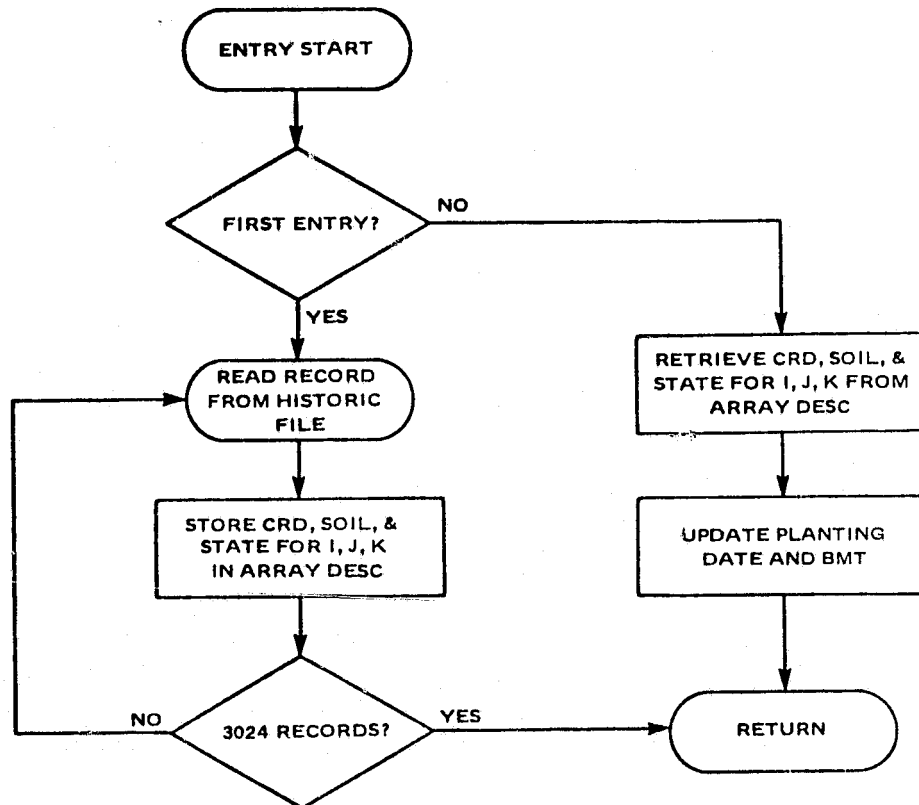 ENTRY START
FIRST ENTRY?
NO
YES
READ RECORD
FROM HISTORIC
FILE
RETRIEVE CRD, SOIL, &
STATE FOR I, J, K FROM
ARRAY DESC
STORE CRD, SOIL, &
STATE FOR I, J, K
IN ARRAY DESC
UPDATE PLANTING
DATE AND BMT
NO
3024 RECORDS?
YES
RETURN